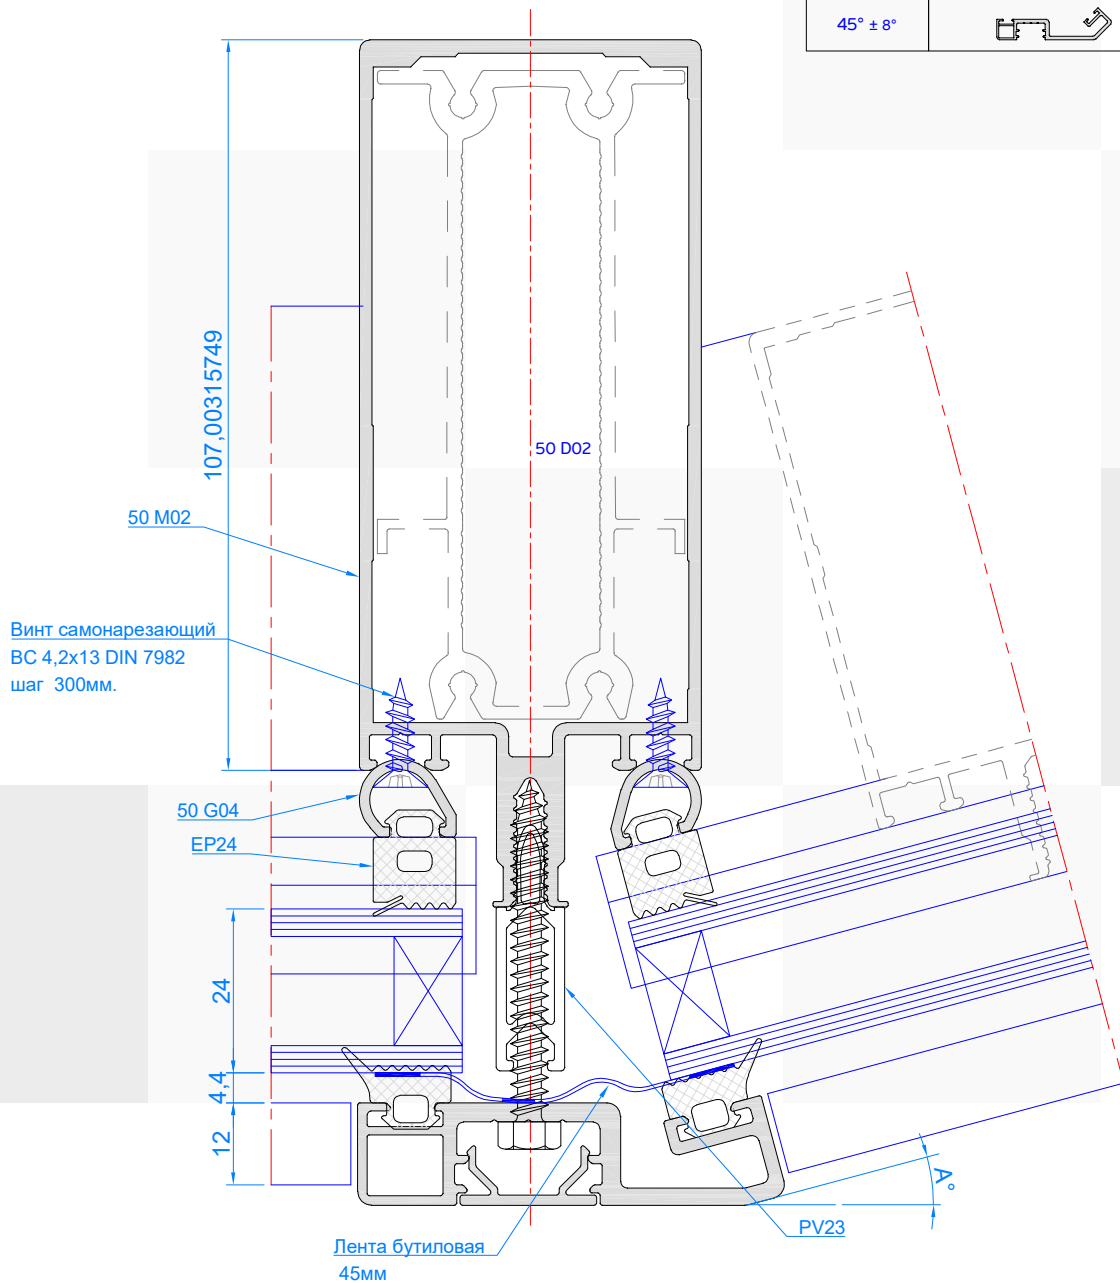 45° ± 8°
107,00315749
50 D02
50 M02
Винт самонарезающий
ВС 4,2х13 DIN 7982
шаг 300мм.
50 G04
EP24
24
4,4
12
A°
PV23
Лента бутиловая
45мм